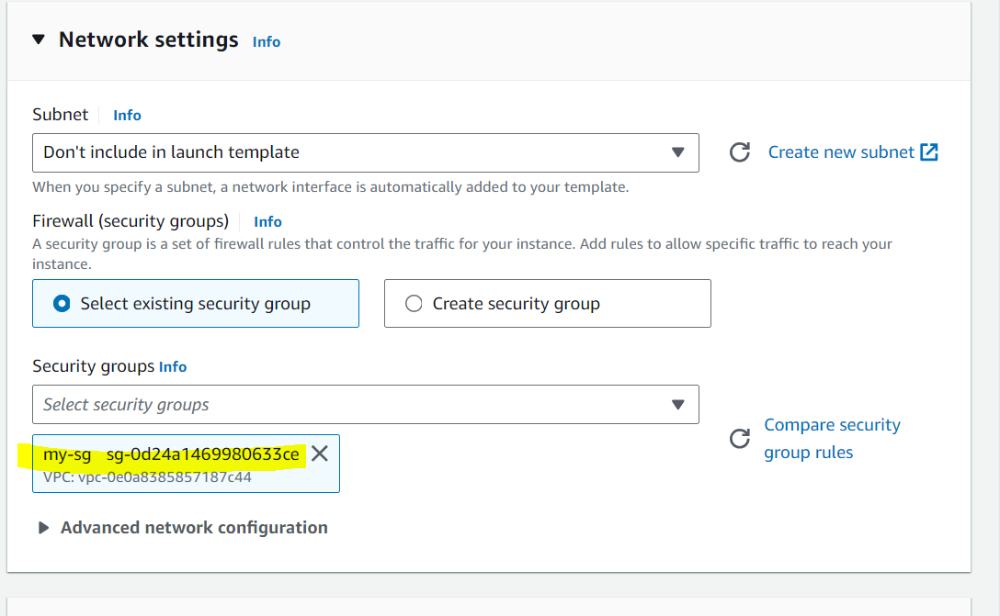 Network settings Info
Subnet Info
Don't include in launch template
Create new subnet
When you specify a subnet, a network interface is automatically added to your template.
Firewall (security groups) Info
A security group is a set of firewall rules that control the traffic for your instance. Add rules to allow specific traffic to reach your
instance.
Select existing security group
Create security group
Security groups Info
Select security groups
Compare security
group rules
my-sg sg-0d24a1469980633ce
VPC: vpc-0e0a8385857187c44
Advanced network configuration